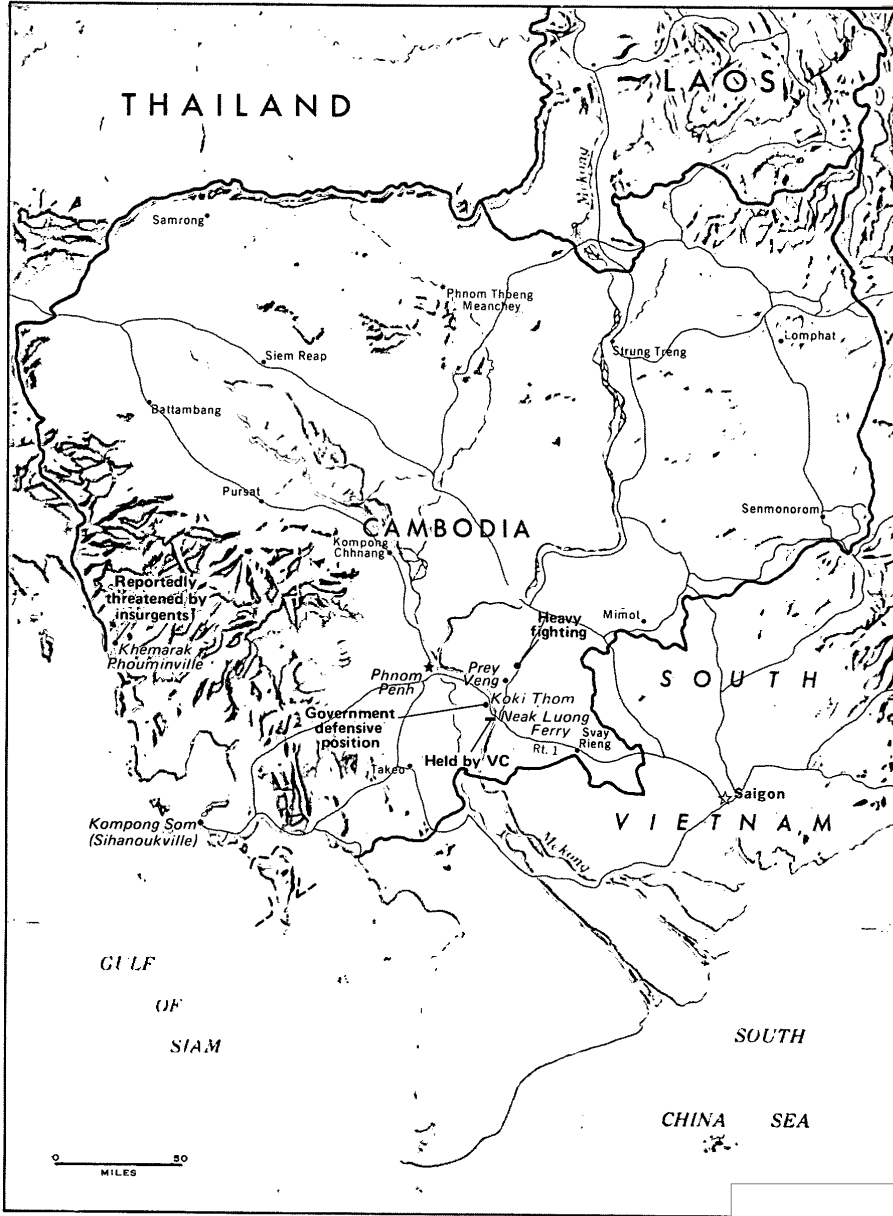 LAOS
THAILAND
Mekong
Samrong
Phnom Thbeng
Meanchey
Lomphat
Strung Treng
Siem Reap
Battambang
Pursat
Senmonorom
CAMBODIA
Kompong
Chhnang
Reportedly
threatened by
insurgents
Khemarak
Phouminville
Heavy
fighting
Mimot
Phnom
Penh
Prey
Veng
SOUTH
Koki Thom
Government
defensive
position
Neak Luong
Ferry
Svay
Rieng
Rt. 1
Held by VC
Takeo
Saigon
Kompong Som
(Sihanoukville)
VIETNAM
Mekong
GULF
OF
SIAM
SOUTH
CHINA SEA
0 50
MILES